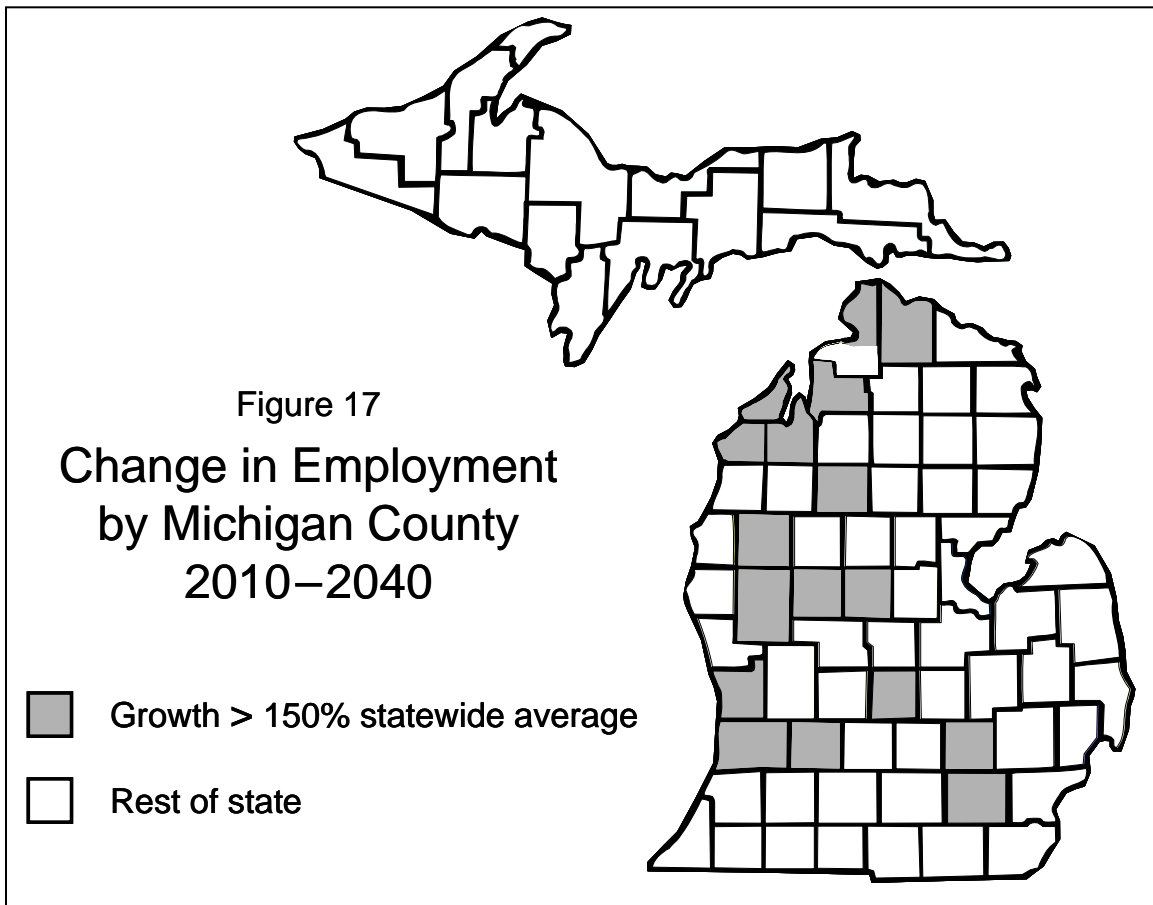 Figure 17
Change in Employment
by Michigan County
2010–2040
Growth > 150% statewide average
Rest of state